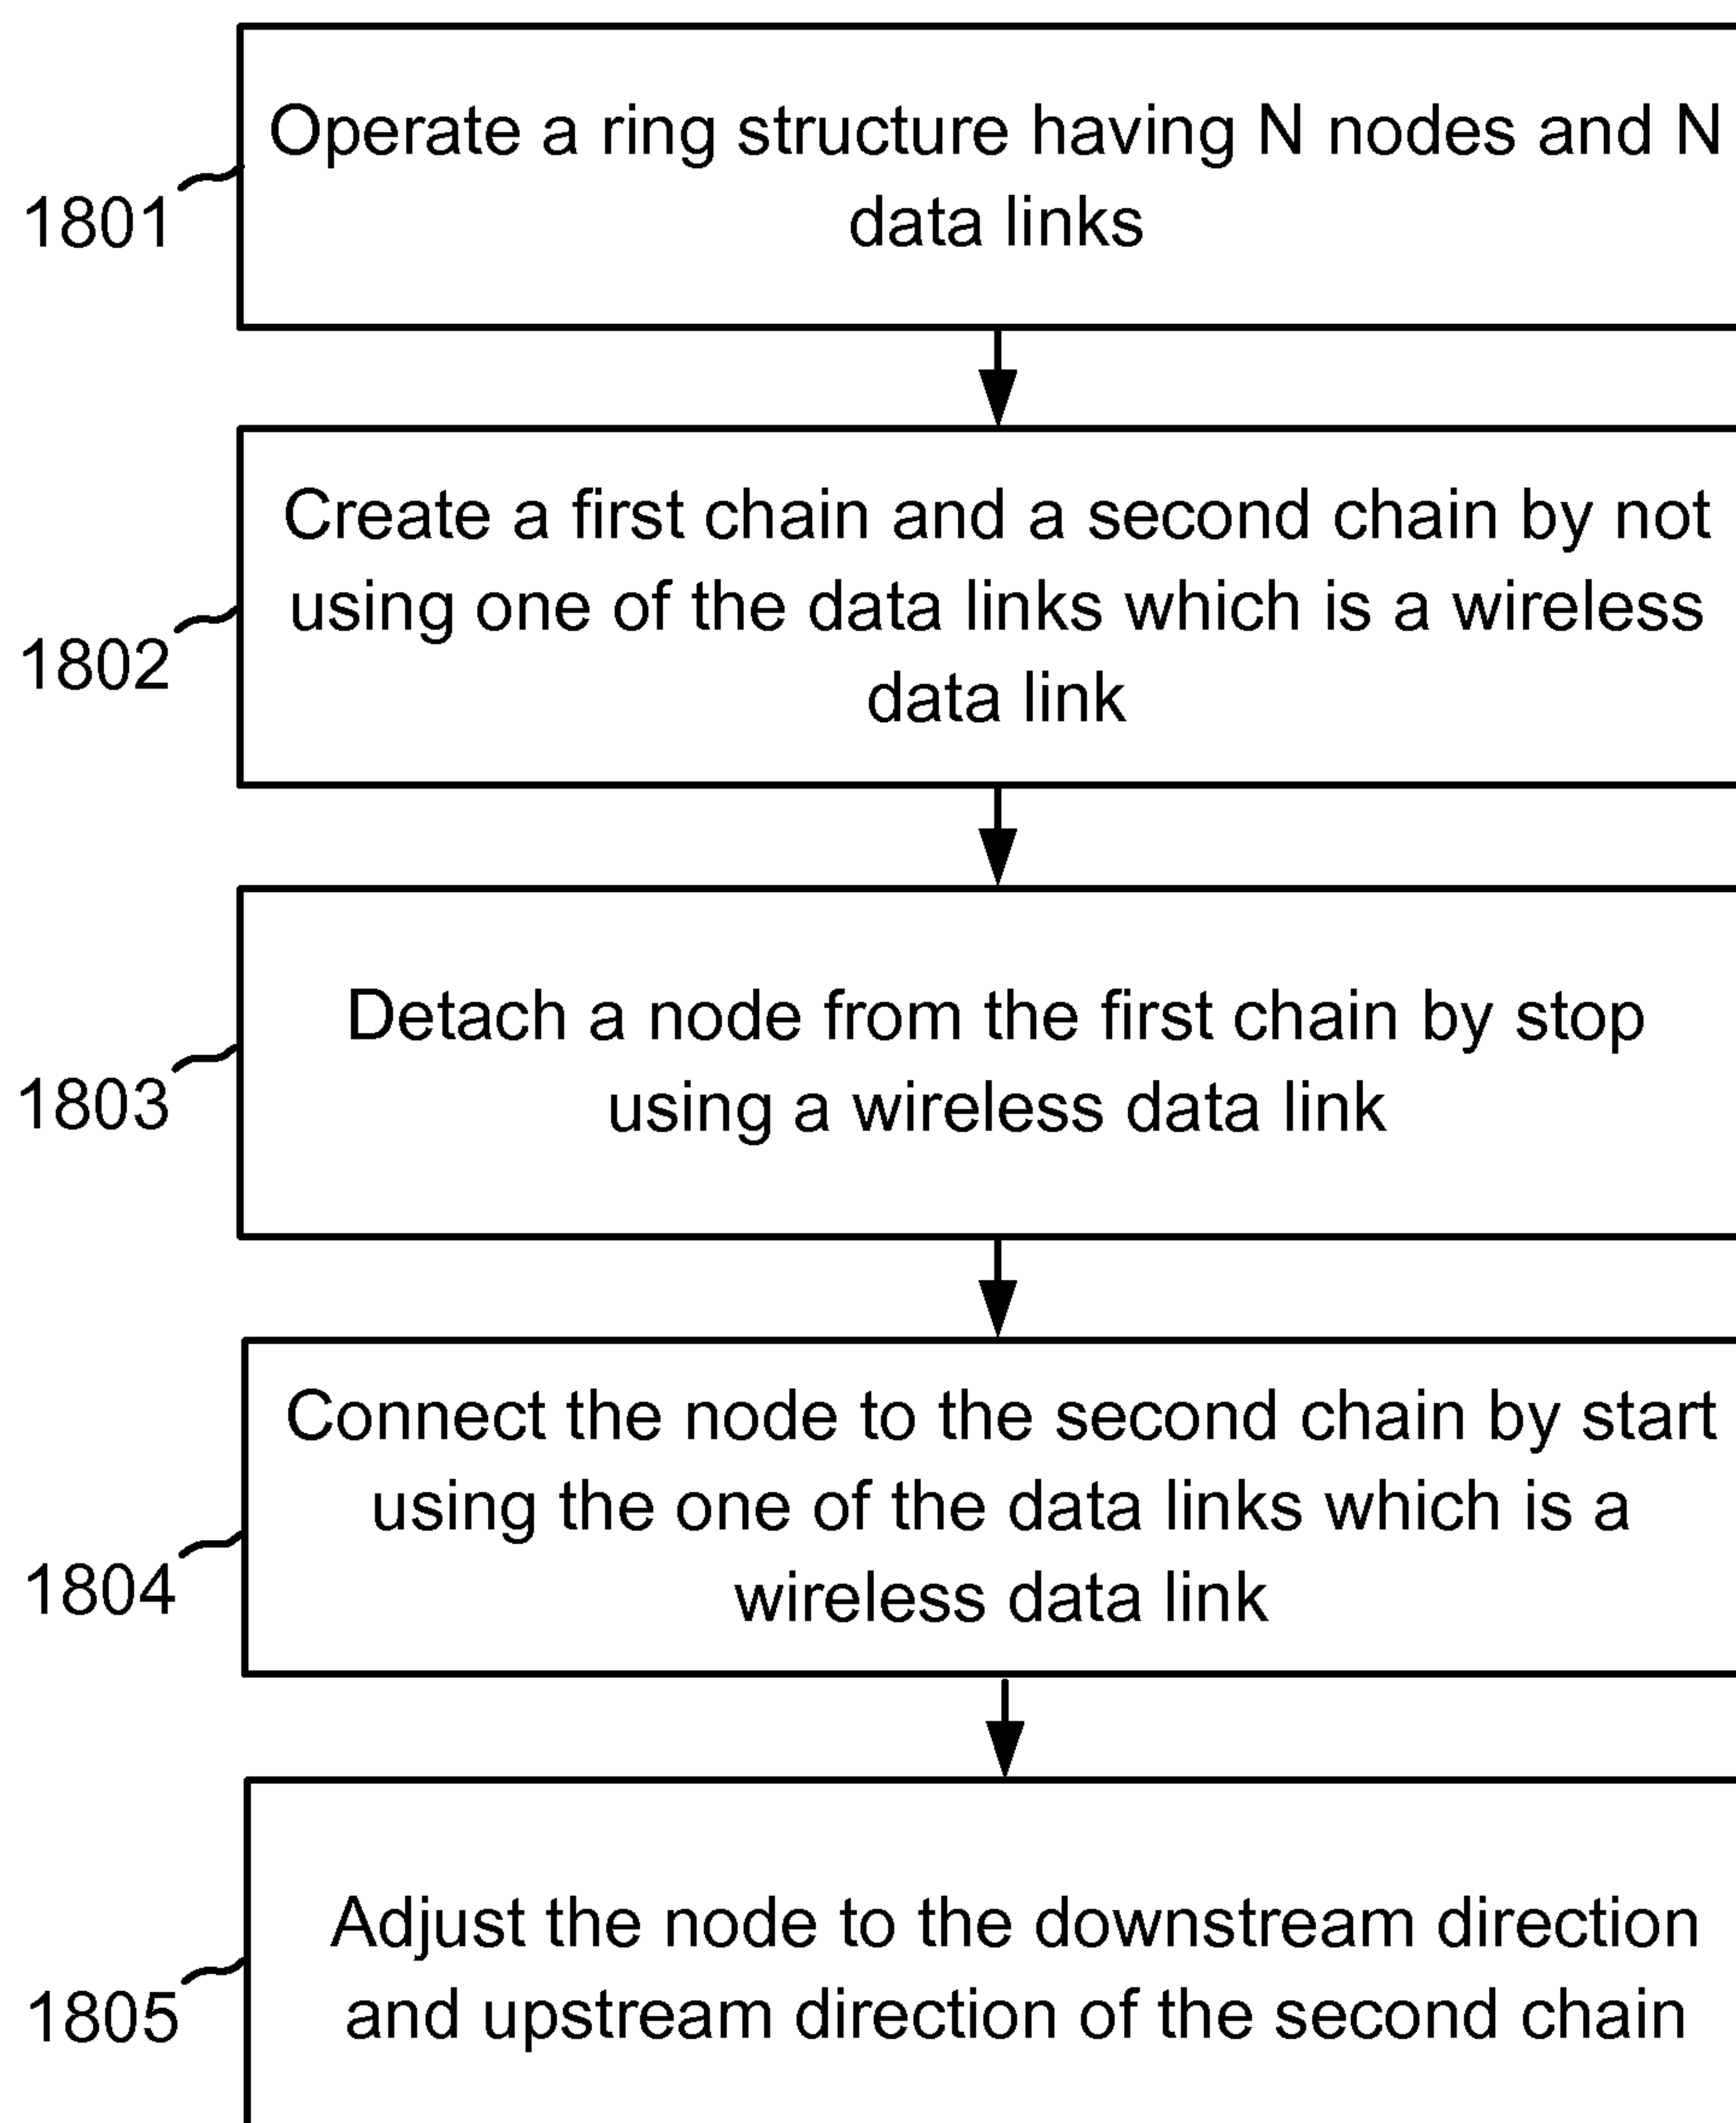 Operate a ring structure having N nodes and N
data links
1801
Create a first chain and a second chain by not
using one of the data links which is a wireless
data link
1802
Detach a node from the first chain by stop
using a wireless data link
1803
Connect the node to the second chain by start
using the one of the data links which is a
wireless data link
1804
Adjust the node to the downstream direction
and upstream direction of the second chain
1805